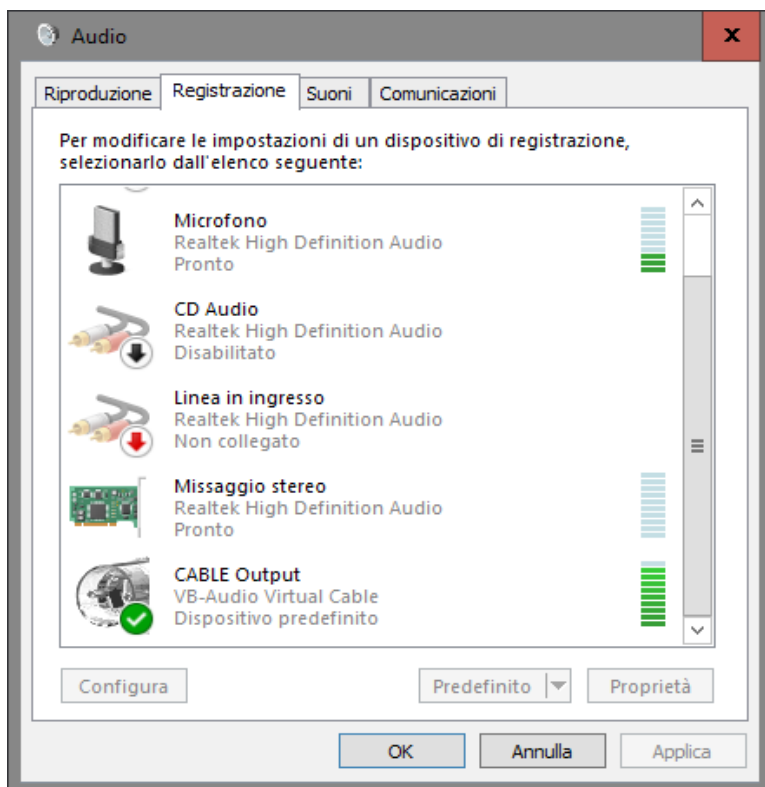 Audio
Riproduzione
Registrazione
Suoni
Comunicazioni
Per modificare le impostazioni di un dispositivo di registrazione,
selezionarlo dall'elenco seguente:
Microfono
Realtek High Definition Audio
Pronto
CD Audio
Realtek High Definition Audio
Disabilitato
Linea in ingresso
Realtek High Definition Audio
Non collegato
Missaggio stereo
Realtek High Definition Audio
Pronto
CABLE Output
VB-Audio Virtual Cable
Dispositivo predefinito
Configura
Predefinito
Proprietà
OK
Annulla
Applica